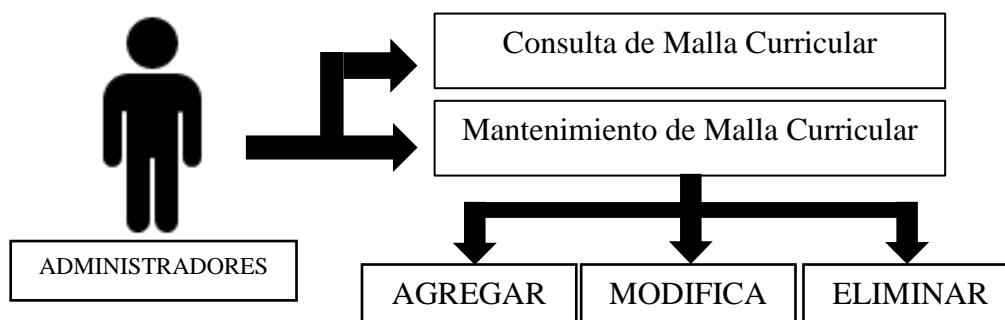 Consulta de Malla Curricular
Mantenimiento de Malla Curricular
ADMINISTRADORES
AGREGAR
MODIFICA
ELIMINAR